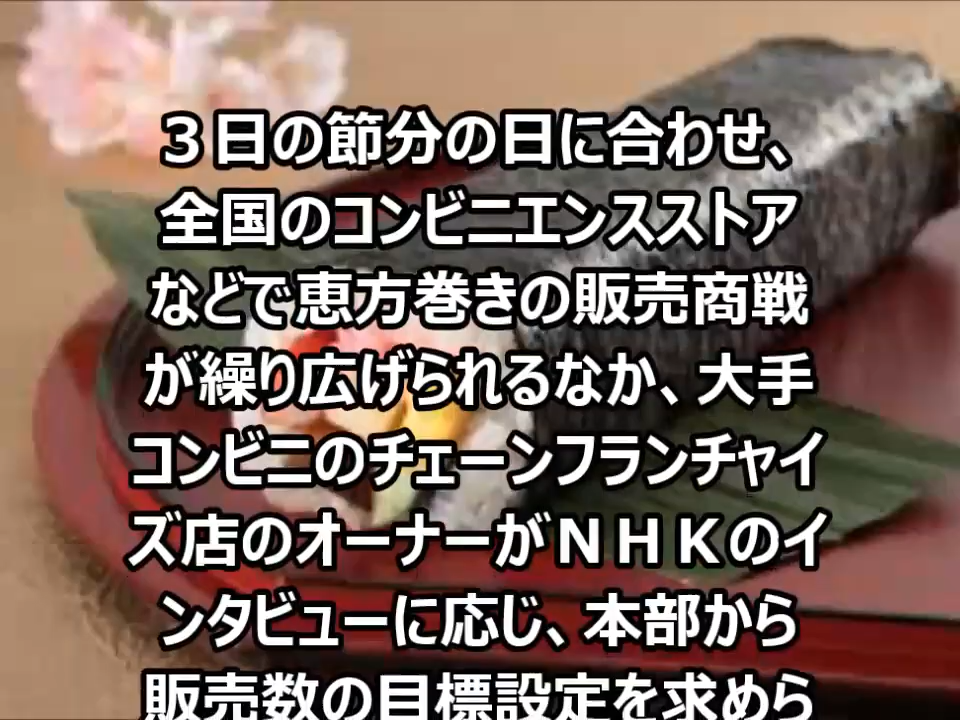 ３日の節分の日に合わせ、
全国のコンビニエンスストア
などで恵方巻きの販売商戦
が繰り広げられるなか、大手
コンビニのチェーンフランチャイ
ズ店のオーナーがＮＨＫのイ
ンタビューに応じ、本部から
販売数の目標設定を求めら